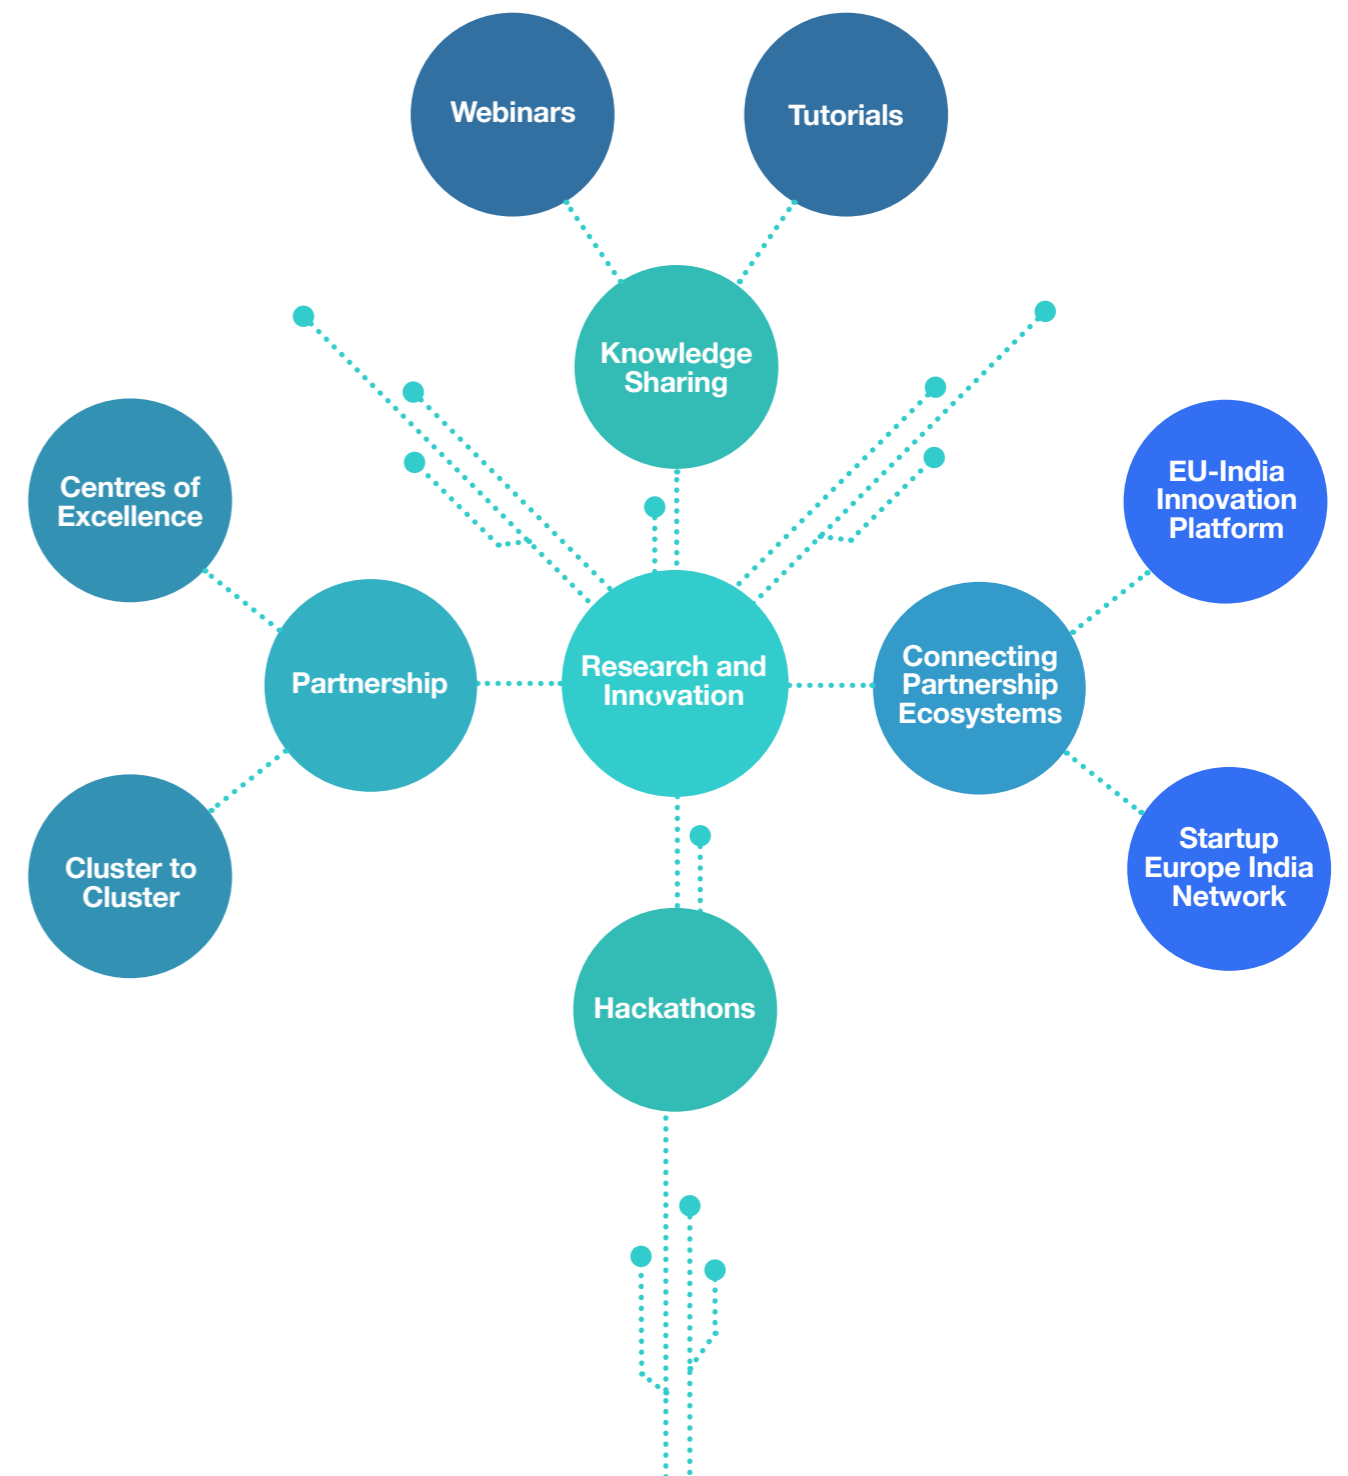 Webinars
Tutorials
Knowledge
Sharing
Centres of
Excellence
EU-India
Innovation
Platform
Partnership
Research and
Innovation
Connecting
Partnership
Ecosystems
Cluster to
Cluster
Startup
Europe India
Network
Hackathons